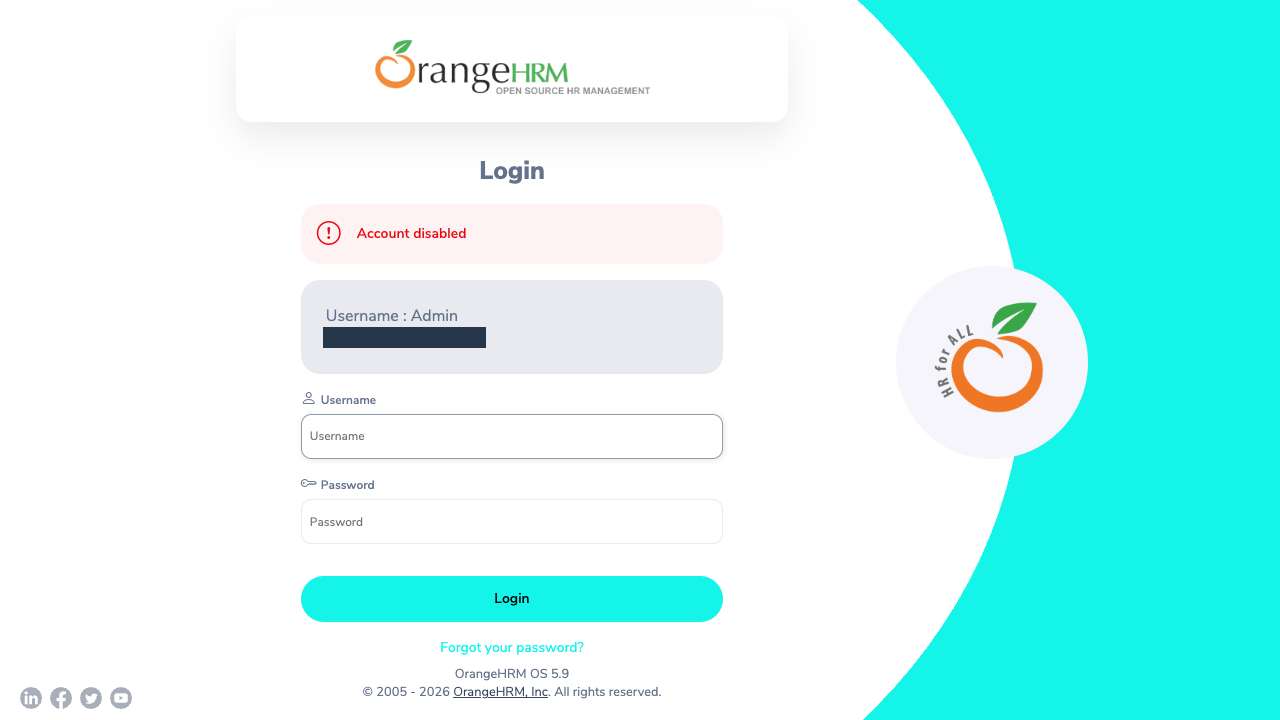 OrangeHRM
OPEN SOURCE HR MANAGEMENT
Login
Account disabled
Username : Admin
Username
Username
Password
Password
Login
Forgot your password?
OrangeHRM OS 5.9
© 2005 - 2026 OrangeHRM, Inc. All rights reserved.
HR for ALL